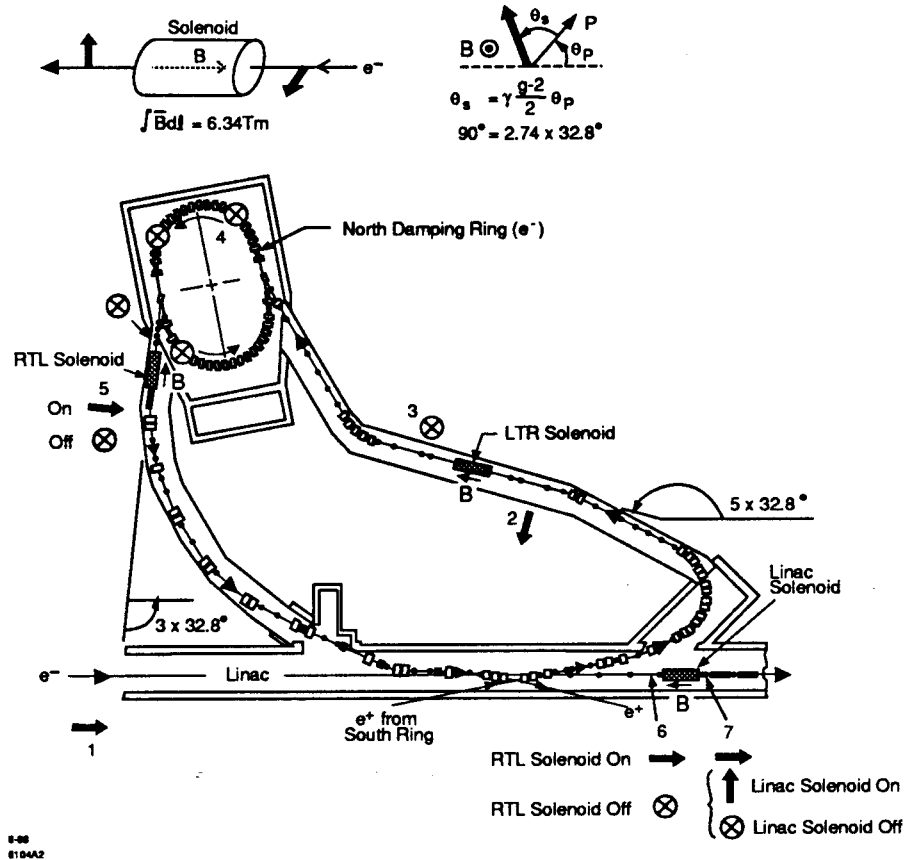 Solenoid
B
e⁻
∫B̅dℓ = 6.34Tm
θs
P
B
θP
θs = γ (g-2)/2 θP
90° = 2.74 x 32.8°
4
North Damping Ring (e⁻)
RTL Solenoid
B
5
On
Off
3
LTR Solenoid
B
2
5 x 32.8°
Linac
Solenoid
3 x 32.8°
e⁻
Linac
1
e⁺ from
South Ring
e⁺
6
B
7
RTL Solenoid On
Linac Solenoid On
RTL Solenoid Off
Linac Solenoid Off
6104A2